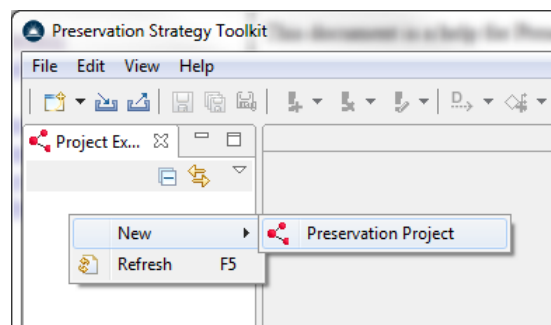 Preservation Strategy Toolkit
File Edit View Help
Project Ex...
New
Preservation Project
Refresh F5